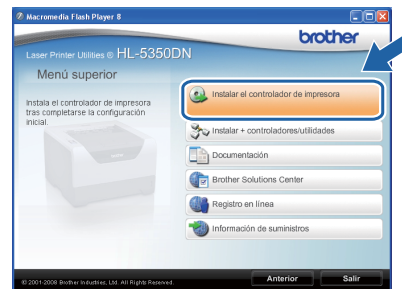 Macromedia Flash Player 8
brother
Laser Printer Utilities @ HL-5350DN
Menú superior
Instala el controlador de impresora
tras completarse la configuración
inicial.
Instalar el controlador de impresora
Instalar + controladores/utilidades
Documentación
Brother Solutions Center
Registro en línea
Información de suministros
© 2001-2008 Brother Industries, Ltd. All Rights Reserved.
Anterior
Salir